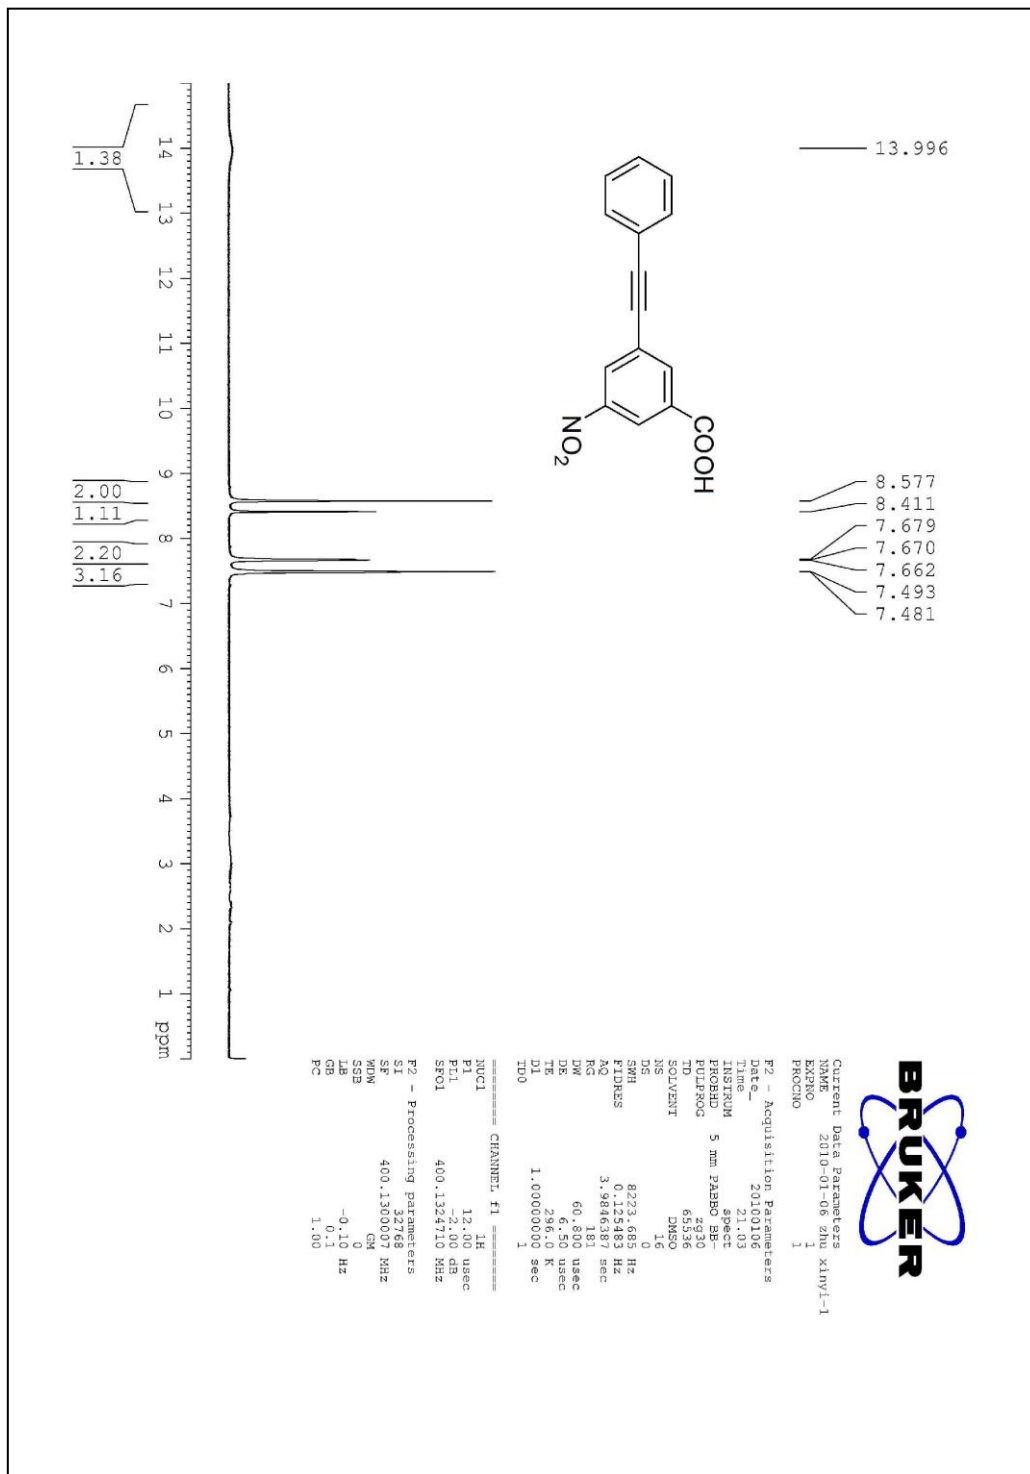 13.996
8.577
8.411
7.679
7.670
7.662
7.493
7.481
COOH
NO2
1.38
2.00
1.11
2.20
3.16
14 13 12 11 10 9 8 7 6 5 4 3 2 1 ppm
BRUKER
Current Data Parameters
NAME 2010-01-06 zhu xinyi-1
EXPNO 1
PROCNO 1
F2 - Acquisition Parameters
Date_ 20100106
Time 21.03
INSTRUM spect
PROBHD 5 mm PABBO BB-
PULPROG zg30
TD 65536
SOLVENT DMSO
NS 16
DS 0
SWH 8223.685 Hz
FIDRES 0.125483 Hz
AQ 3.9846387 sec
RG 181
DW 60.800 usec
DE 6.50 usec
TE 296.0 K
D1 1.00000000 sec
TD0 1
======== CHANNEL f1 ========
NUC1 1H
P1 12.00 usec
PL1 -2.00 dB
SFO1 400.1324710 MHz
F2 - Processing parameters
SI 32768
SF 400.1300007 MHz
WDW GM
SSB 0
LB -0.10 Hz
GB 0.1
PC 1.00